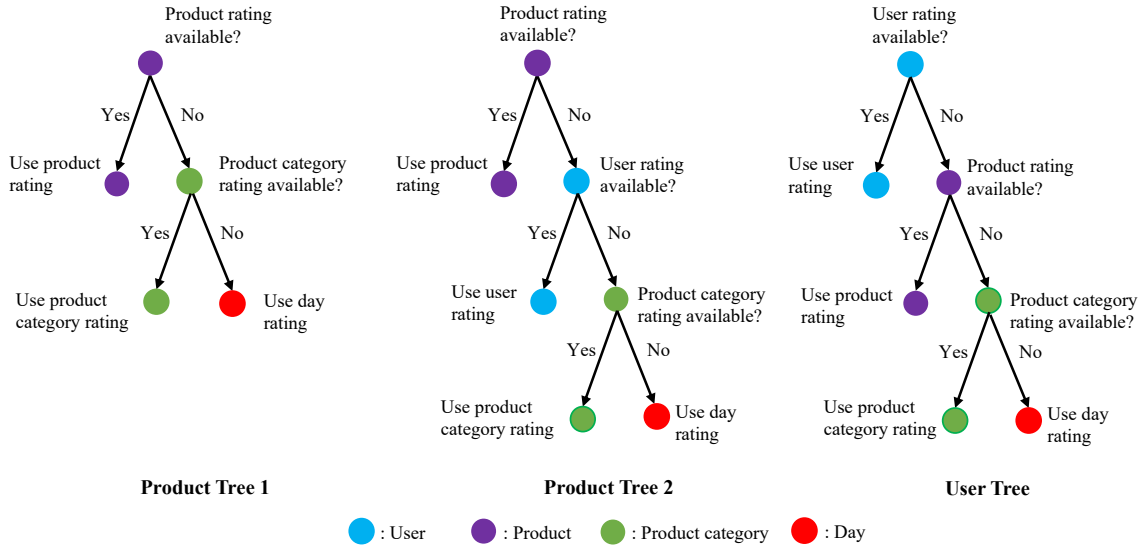 Product rating
available?
Yes
No
Use product
rating
Product category
rating available?
Yes
No
Use product
category rating
Use day
rating
Product Tree 1
Product rating
available?
Yes
No
Use product
rating
User rating
available?
Yes
No
Use user
rating
Product category
rating available?
Yes
No
Use product
category rating
Use day
rating
Product Tree 2
User rating
available?
Yes
No
Use user
rating
Product rating
available?
Yes
No
Use product
rating
Product category
rating available?
Yes
No
Use product
category rating
Use day
rating
User Tree
: User
: Product
: Product category
: Day